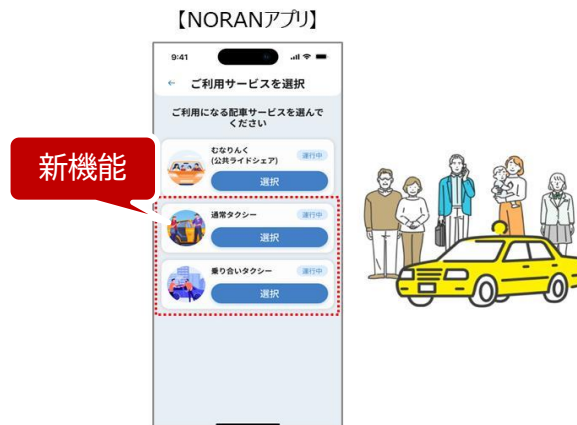 【NORANアプリ】
9:41
← ご利用サービスを選択
ご利用になる配車サービスを選んで
ください
新機能
むなりんく
(公共ライドシェア)
運行中
選択
通常タクシー
運行中
選択
乗り合いタクシー
運行中
選択